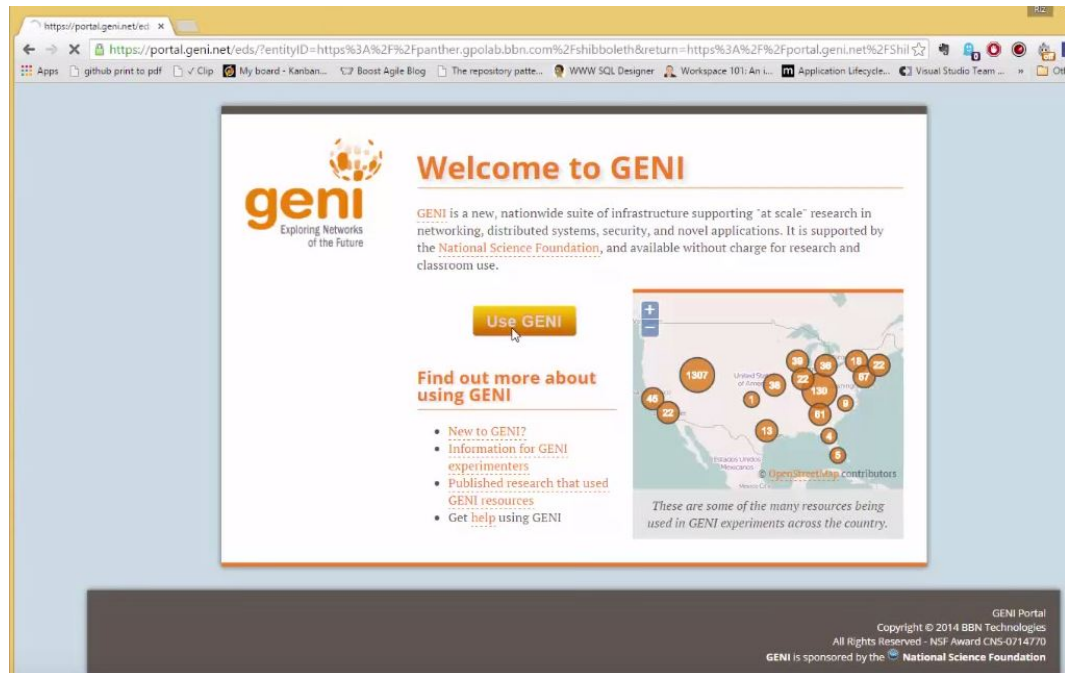 Riz
https://portal.geni.net/ed
https://portal.geni.net/eds/?entityID=https%3A%2F%2Fpanther.gpolab.bbn.com%2Fshibboleth&return=https%3A%2F%2Fportal.geni.net%2FShil
Apps github print to pdf √ Clip My board - Kanban... Boost Agile Blog The repository patte... WWW SQL Designer Workspace 101: An i... Application Lifecycle... Visual Studio Team ... » Ot
geni
Exploring Networks
of the Future
Welcome to GENI
GENI is a new, nationwide suite of infrastructure supporting "at scale" research in
networking, distributed systems, security, and novel applications. It is supported by
the National Science Foundation, and available without charge for research and
classroom use.
Use GENI
Find out more about
using GENI
• New to GENI?
• Information for GENI
experimenters
• Published research that used
GENI resources
• Get help using GENI
+
−
1307
46
22
1
38
13
22
130
61
9
4
5
22
Estados Unidos
Mexicanos
© OpenStreetMap contributors
These are some of the many resources being
used in GENI experiments across the country.
GENI Portal
Copyright © 2014 BBN Technologies
All Rights Reserved - NSF Award CNS-0714770
GENI is sponsored by the National Science Foundation